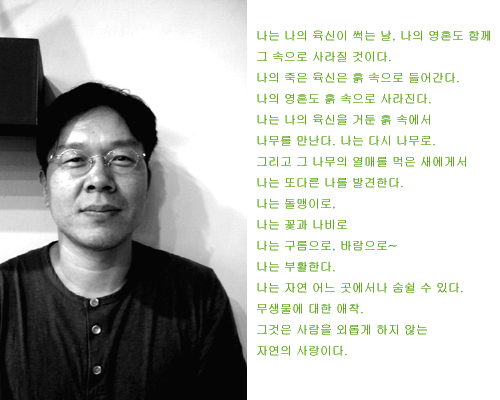 나는 나의 육신이 썩는 날, 나의 영혼도 함께
그 속으로 사라질 것이다.
나의 죽은 육신은 흙 속으로 들어간다.
나의 영혼도 흙 속으로 사라진다.
나는 나의 육신을 거둔 흙 속에서
나무를 만난다. 나는 다시 나무로.
그리고 그 나무의 열매를 먹은 새에게서
나는 또다른 나를 발견한다.
나는 돌맹이로,
나는 꽃과 나비로
나는 구름으로, 바람으로~
나는 부활한다.
나는 자연 어느 곳에서나 숨쉴 수 있다.
무생물에 대한 애착.
그것은 사람을 외롭게 하지 않는
자연의 사랑이다.